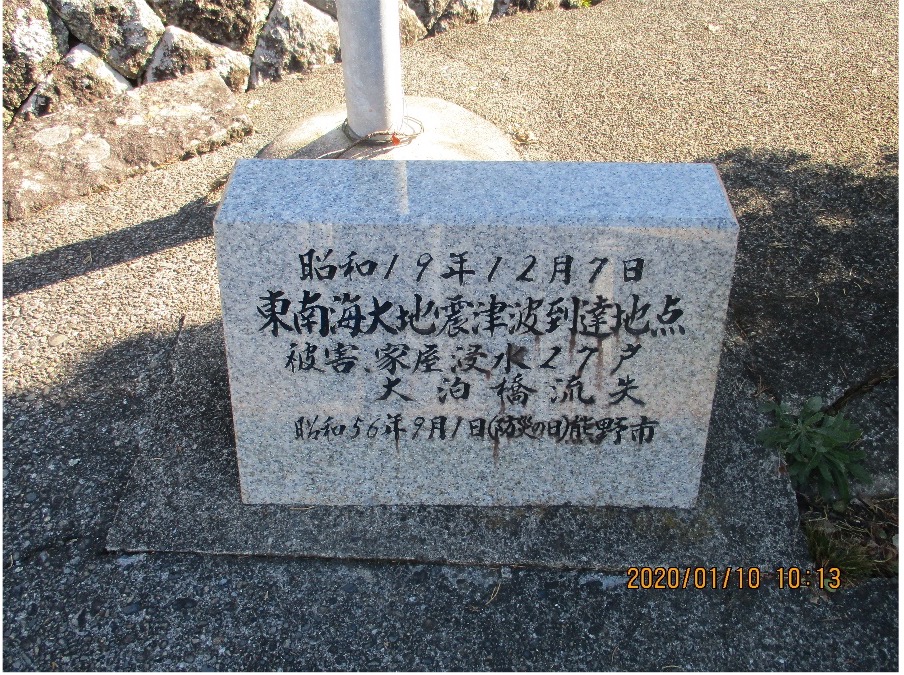 昭和19年12月7日
東南海大地震津波到達地点
被害、家屋浸水27戸
大泊橋流失
昭和56年9月1日(防災の日)熊野市
2020/01/10 10:13